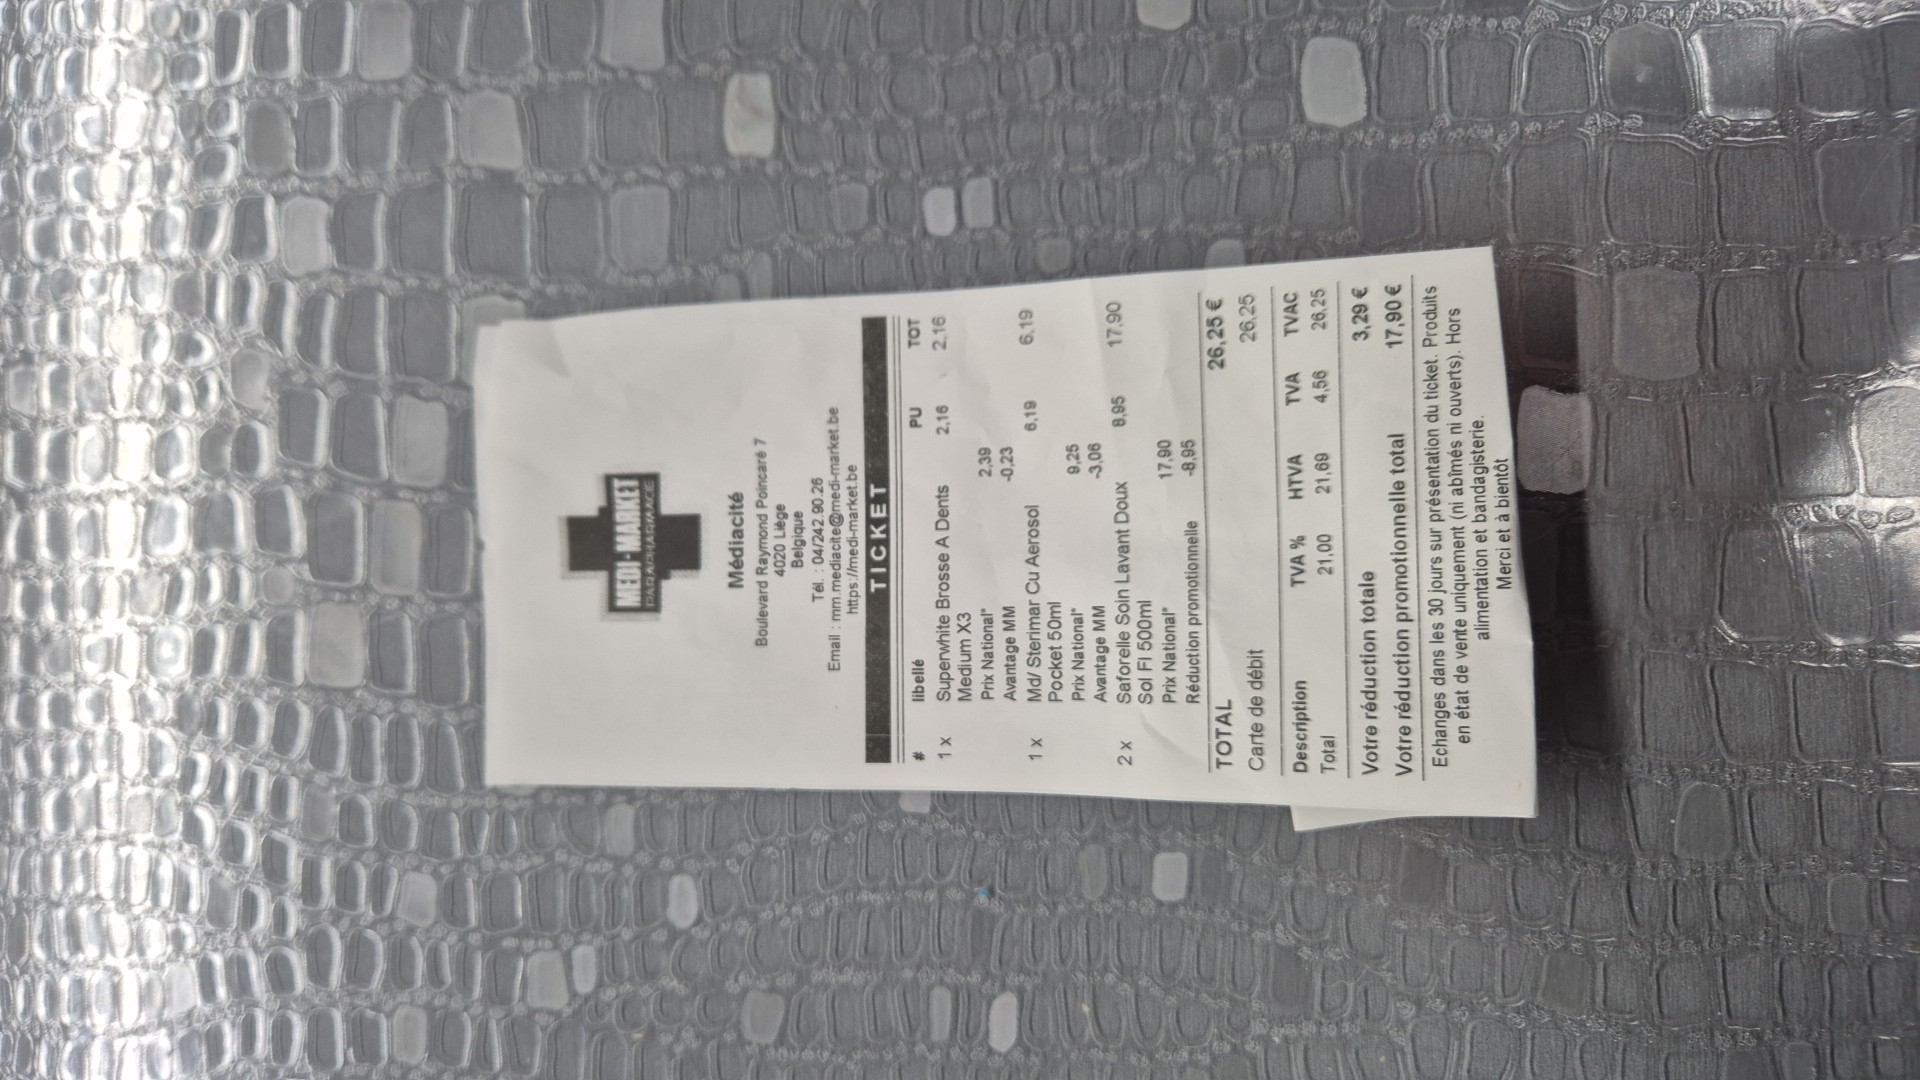 MEDI-MARKET
PARAPHARMACIE
Médiacité
Boulevard Raymond Poincaré 7
4020 Liège
Belgique
Tél. : 04/242.90.26
Email : mm.mediacite@medi-market.be
https://medi-market.be
TICKET
# libellé PU TOT
1 x Superwhite Brosse A Dents 2,16 2,16
Medium X3
Prix National* 2,39
Avantage MM -0,23
1 x Md/ Sterimar Cu Aerosol 6,19 6,19
Pocket 50ml
Prix National* 9,25
Avantage MM -3,06
2 x Saforelle Soin Lavant Doux 8,95 17,90
Sol Fl 500ml
Prix National* 17,90
Réduction promotionnelle -8,95
TOTAL 26,25 €
Carte de débit 26,25
Description TVA % HTVA TVA TVAC
Total 21,00 21,69 4,56 26,25
Votre réduction totale 3,29 €
Votre réduction promotionnelle total 17,90 €
Echanges dans les 30 jours sur présentation du ticket. Produits
en état de vente uniquement (ni abîmés ni ouverts). Hors
alimentation et bandagisterie.
Merci et à bientôt